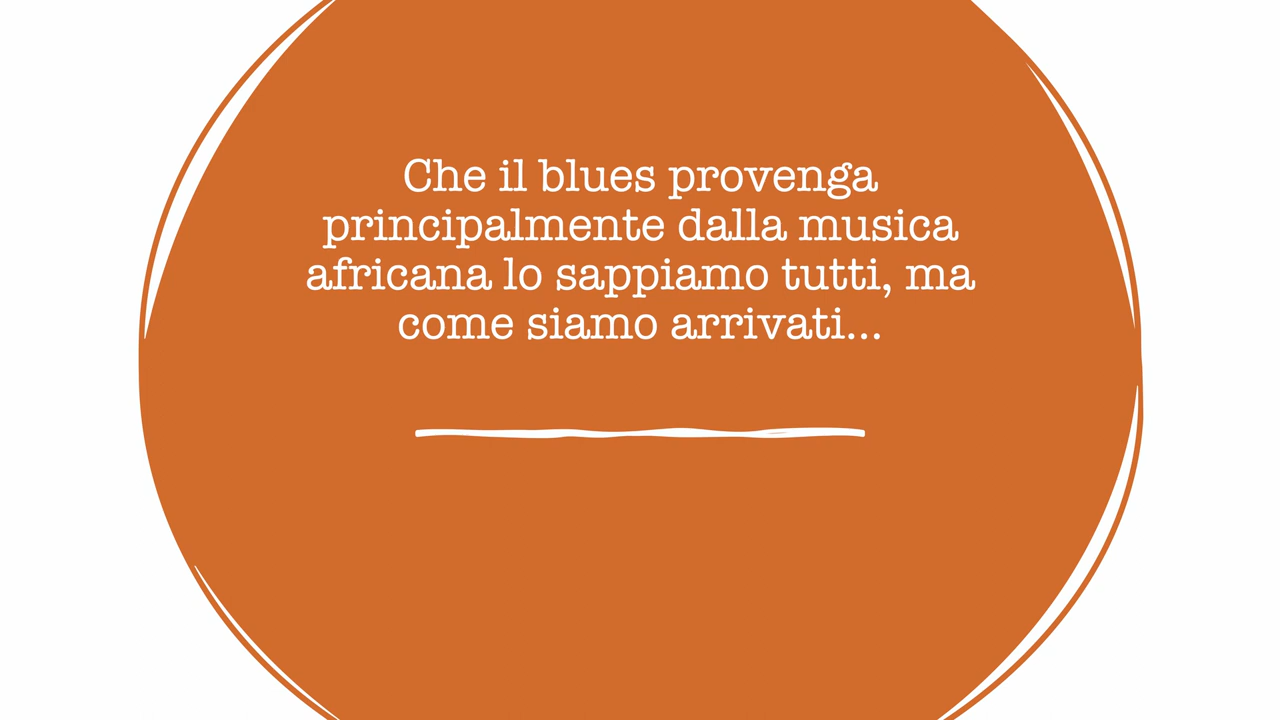 Che il blues provenga
principalmente dalla musica
africana lo sappiamo tutti, ma
come siamo arrivati...